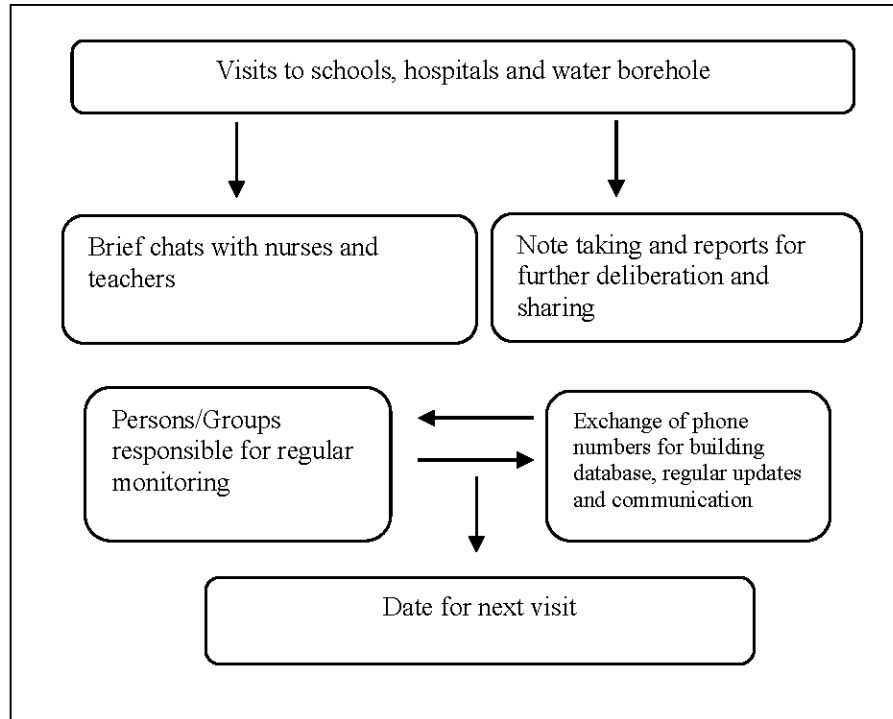 Visits to schools, hospitals and water borehole
Brief chats with nurses and
teachers
Note taking and reports for
further deliberation and
sharing
Persons/Groups
responsible for regular
monitoring
Exchange of phone
numbers for building
database, regular updates
and communication
Date for next visit